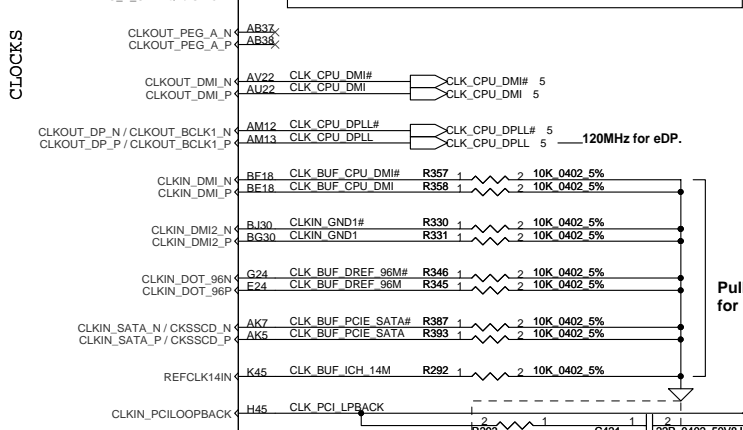 CLOCKS
CLKOUT_PEG_A_N AB37
CLKOUT_PEG_A_P AB38
CLKOUT_DMI_N AV22 CLK_CPU_DMI# CLK_CPU_DMI# 5
CLKOUT_DMI_P AU22 CLK_CPU_DMI CLK_CPU_DMI 5
CLKOUT_DP_N / CLKOUT_BCLK1_N AM12 CLK_CPU_DPLL# CLK_CPU_DPLL# 5
CLKOUT_DP_P / CLKOUT_BCLK1_P AM13 CLK_CPU_DPLL CLK_CPU_DPLL 5 120MHz for eDP.
CLKIN_DMI_N BF18 CLK_BUF_CPU_DMI# R357 1 2 10K_0402_5%
CLKIN_DMI_P BE18 CLK_BUF_CPU_DMI R358 1 2 10K_0402_5%
CLKIN_DMI2_N BJ30 CLKIN_GND1# R330 1 2 10K_0402_5%
CLKIN_DMI2_P BG30 CLKIN_GND1 R331 1 2 10K_0402_5%
CLKIN_DOT_96N G24 CLK_BUF_DREF_96M# R346 1 2 10K_0402_5%
CLKIN_DOT_96P E24 CLK_BUF_DREF_96M R345 1 2 10K_0402_5%
Pull
for
CLKIN_SATA_N / CKSSCD_N AK7 CLK_BUF_PCIE_SATA# R387 1 2 10K_0402_5%
CLKIN_SATA_P / CKSSCD_P AK5 CLK_BUF_PCIE_SATA R393 1 2 10K_0402_5%
REFCLK14IN K45 CLK_BUF_ICH_14M R292 1 2 10K_0402_5%
CLKIN_PCILOOPBACK H45 CLK_PCI_LPBACK
2 1 1 2